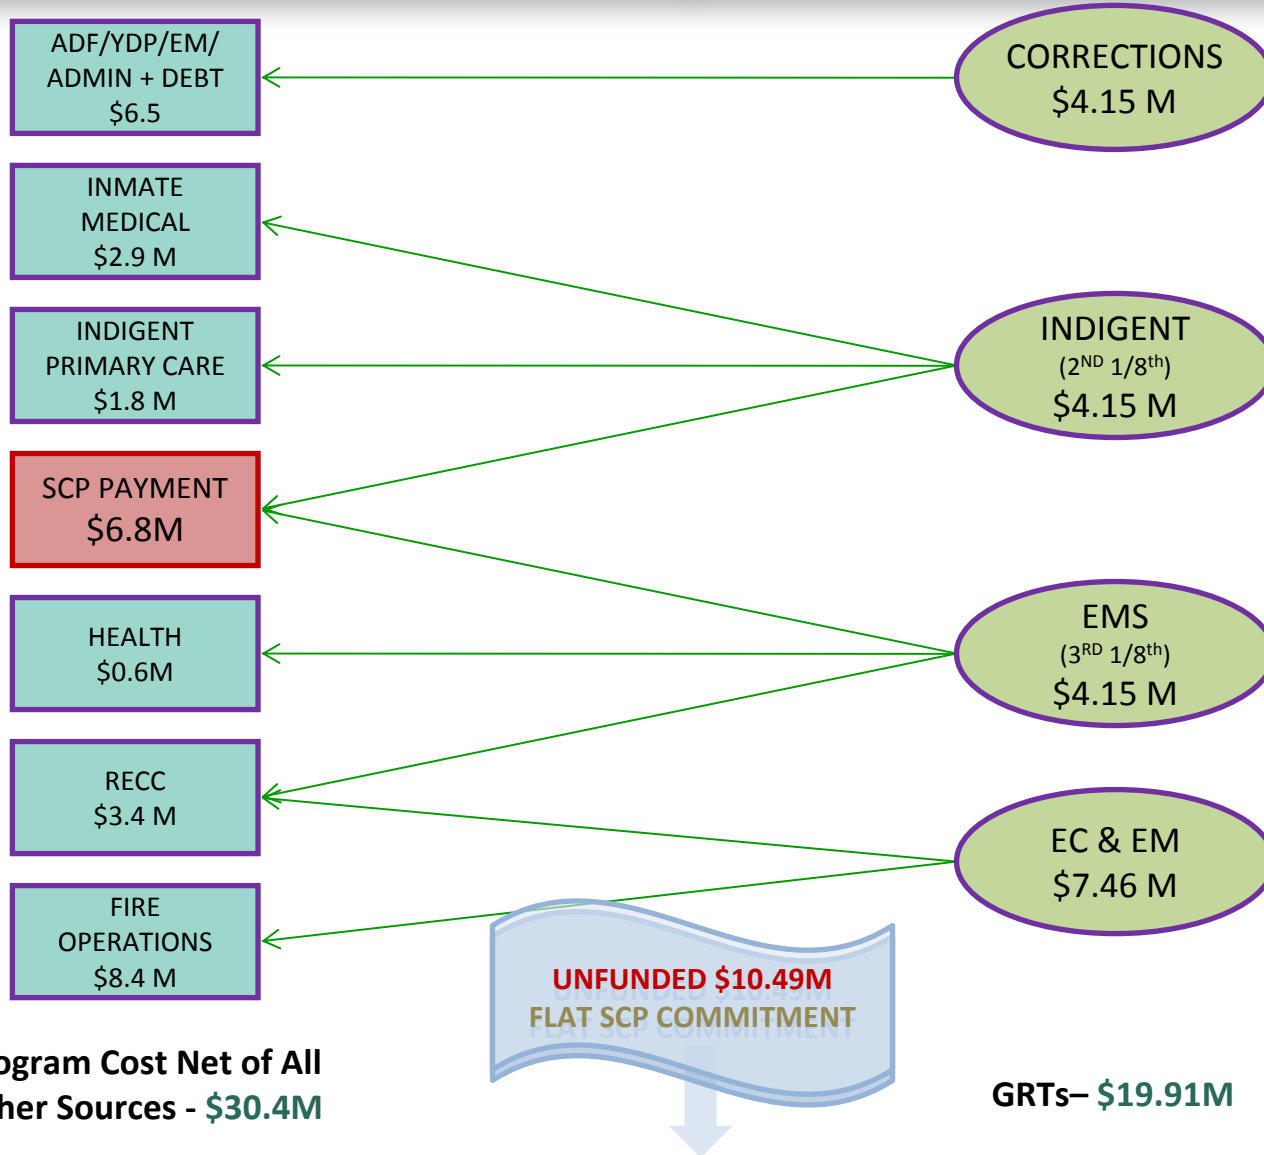 ADF/YDP/EM/
ADMIN + DEBT
$6.5
INMATE
MEDICAL
$2.9 M
INDIGENT
PRIMARY CARE
$1.8 M
SCP PAYMENT
$6.8M
HEALTH
$0.6M
RECC
$3.4 M
FIRE
OPERATIONS
$8.4 M
CORRECTIONS
$4.15 M
INDIGENT
(2ND 1/8th)
$4.15 M
EMS
(3RD 1/8th)
$4.15 M
EC & EM
$7.46 M
UNFUNDED $10.49M
FLAT SCP COMMITMENT
ogram Cost Net of All
her Sources - $30.4M
GRTs– $19.91M